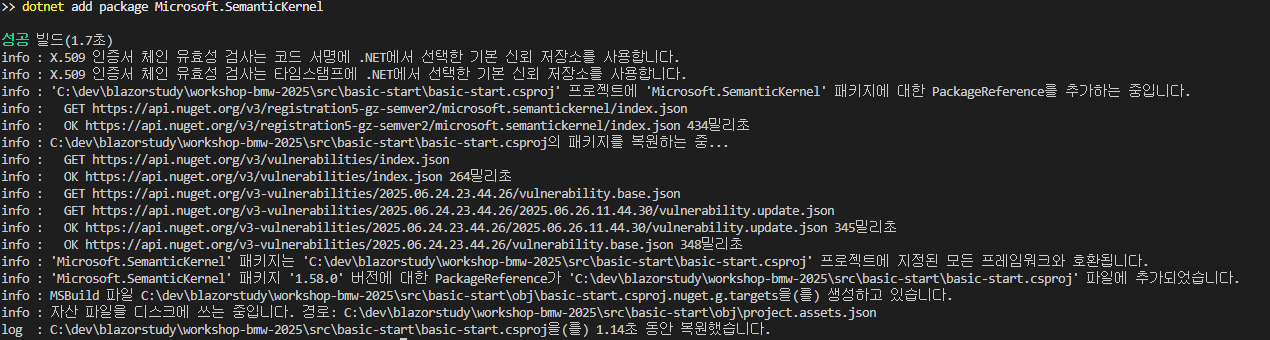 >> dotnet add package Microsoft.SemanticKernel
성공 빌드(1.7초)
info : X.509 인증서 체인 유효성 검사는 코드 서명에 .NET에서 선택한 기본 신뢰 저장소를 사용합니다.
info : X.509 인증서 체인 유효성 검사는 타임스탬프에 .NET에서 선택한 기본 신뢰 저장소를 사용합니다.
info : 'C:\dev\blazorstudy\workshop-bmw-2025\src\basic-start\basic-start.csproj' 프로젝트에 'Microsoft.SemanticKernel' 패키지에 대한 PackageReference를 추가하는 중입니다.
info :   GET https://api.nuget.org/v3/registration5-gz-semver2/microsoft.semantickernel/index.json
info :   OK https://api.nuget.org/v3/registration5-gz-semver2/microsoft.semantickernel/index.json 434밀리초
info : C:\dev\blazorstudy\workshop-bmw-2025\src\basic-start\basic-start.csproj의 패키지를 복원하는 중...
info :   GET https://api.nuget.org/v3/vulnerabilities/index.json
info :   OK https://api.nuget.org/v3/vulnerabilities/index.json 264밀리초
info :   GET https://api.nuget.org/v3-vulnerabilities/2025.06.24.23.44.26/vulnerability.base.json
info :   GET https://api.nuget.org/v3-vulnerabilities/2025.06.24.23.44.26/2025.06.26.11.44.30/vulnerability.update.json
info :   OK https://api.nuget.org/v3-vulnerabilities/2025.06.24.23.44.26/2025.06.26.11.44.30/vulnerability.update.json 345밀리초
info :   OK https://api.nuget.org/v3-vulnerabilities/2025.06.24.23.44.26/vulnerability.base.json 348밀리초
info : 'Microsoft.SemanticKernel' 패키지는 'C:\dev\blazorstudy\workshop-bmw-2025\src\basic-start\basic-start.csproj' 프로젝트에 지정된 모든 프레임워크와 호환됩니다.
info : 'Microsoft.SemanticKernel' 패키지 '1.58.0' 버전에 대한 PackageReference가 'C:\dev\blazorstudy\workshop-bmw-2025\src\basic-start\basic-start.csproj' 파일에 추가되었습니다.
info : MSBuild 파일 C:\dev\blazorstudy\workshop-bmw-2025\src\basic-start\obj\basic-start.csproj.nuget.g.targets을(를) 생성하고 있습니다.
info : 자산 파일을 디스크에 쓰는 중입니다. 경로: C:\dev\blazorstudy\workshop-bmw-2025\src\basic-start\obj\project.assets.json
log  : C:\dev\blazorstudy\workshop-bmw-2025\src\basic-start\basic-start.csproj을(를) 1.14초 동안 복원했습니다.